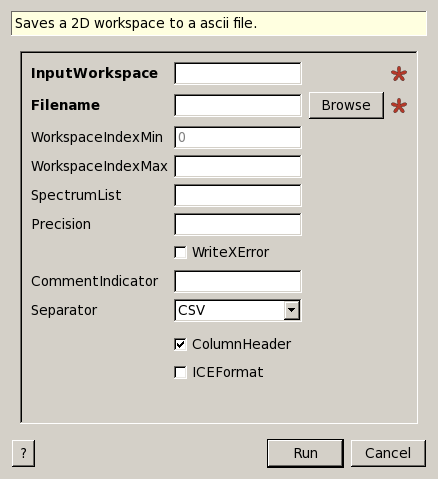 Saves a 2D workspace to a ascii file.
InputWorkspace
Filename Browse
WorkspaceIndexMin 0
WorkspaceIndexMax
SpectrumList
Precision
WriteXError
CommentIndicator
Separator CSV
ColumnHeader
ICEFormat
? Run Cancel